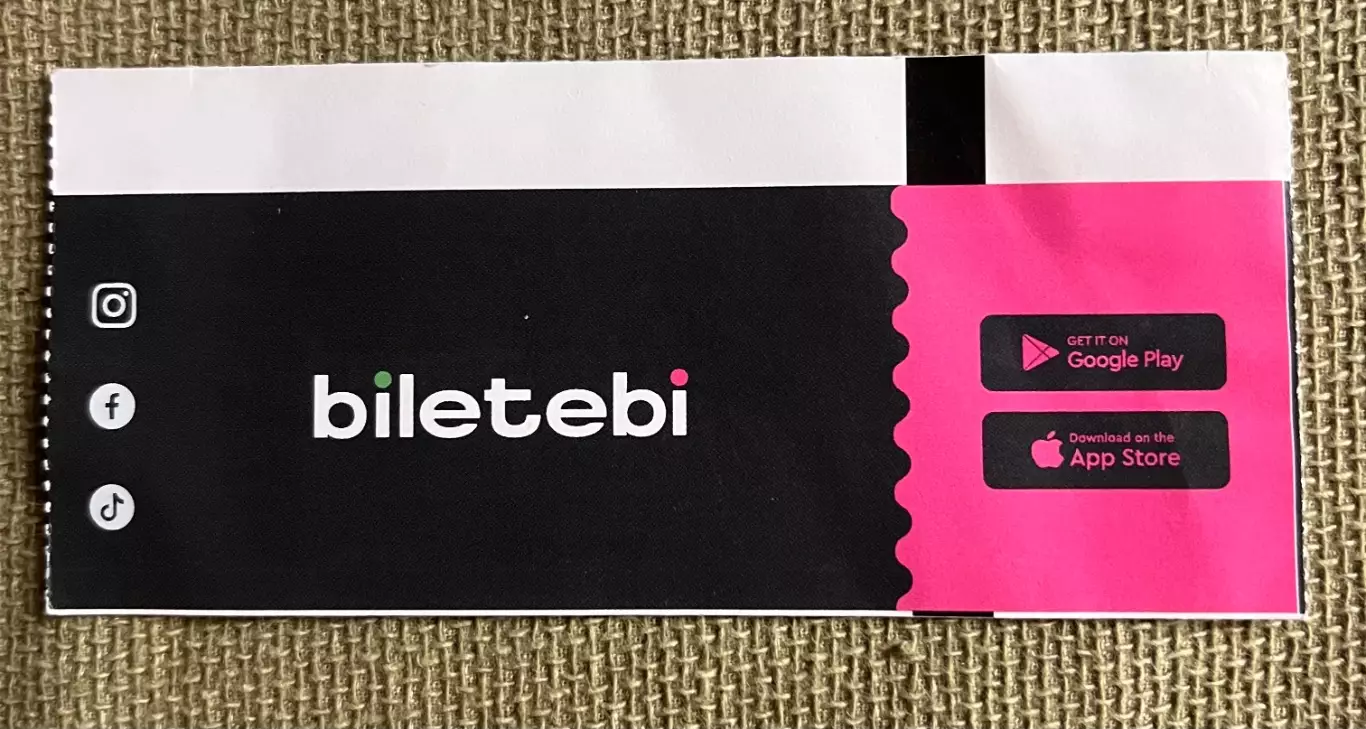 biletebi
GET IT ON
Google Play
Download on the
App Store